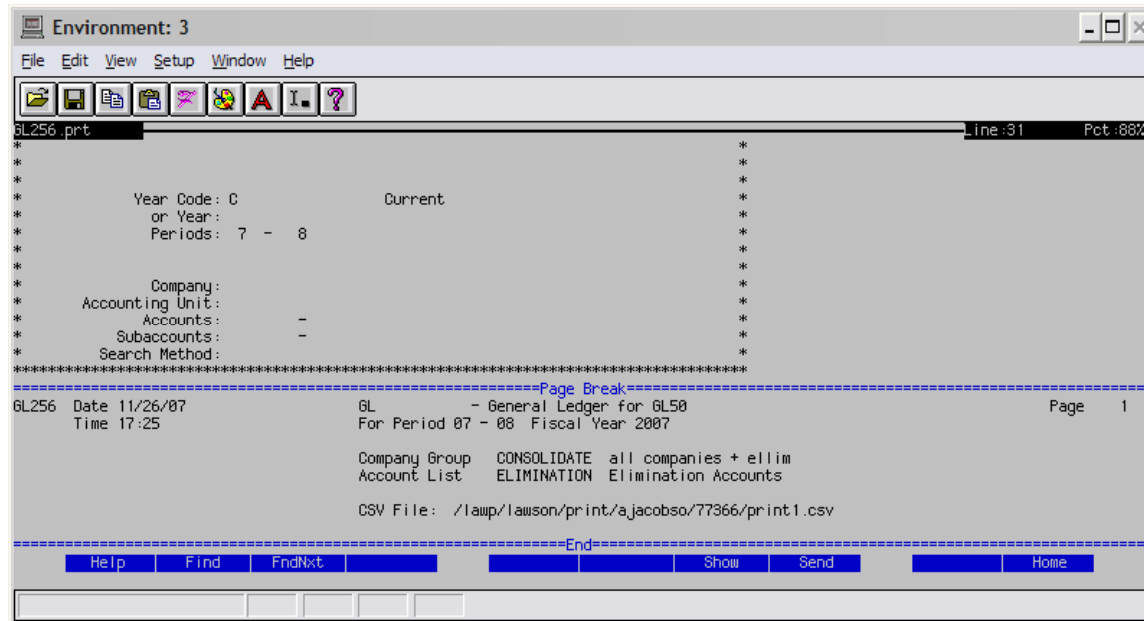 Environment: 3
File Edit View Setup Window Help
GL256.prt Line:31 Pct:88%
* *
* *
* *
* Year Code: C Current *
* or Year: *
* Periods: 7 - 8 *
* *
* *
* Company: *
* Accounting Unit: *
* Accounts: - *
* Subaccounts: - *
* Search Method: *
*************************************************************************************
=============================================================Page Break============================================================
GL256 Date 11/26/07 GL - General Ledger for GL50 Page 1
Time 17:25 For Period 07 - 08 Fiscal Year 2007
Company Group CONSOLIDATE all companies + ellim
Account List ELIMINATION Elimination Accounts
CSV File: /lawp/lawson/print/ajacobso/77366/print1.csv
================================================================End================================================================
Help Find FndNxt Show Send Home